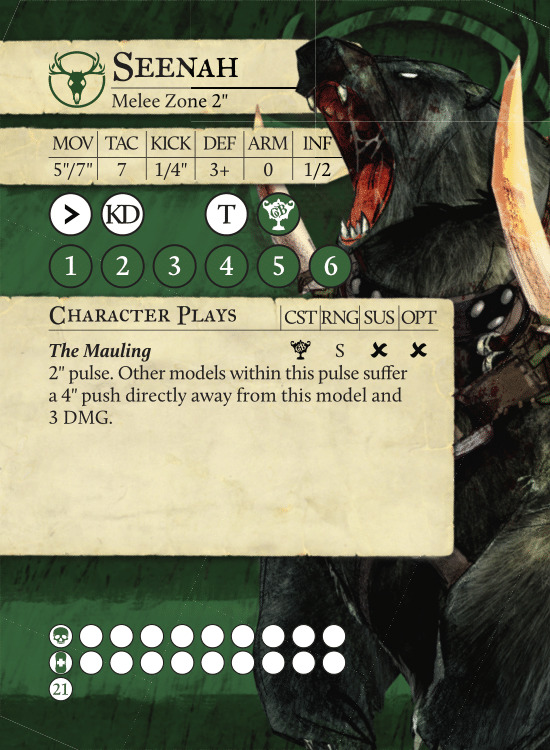 SEENAH
Melee Zone 2"
MOV TAC KICK DEF ARM INF
5"/7" 7 1/4" 3+ 0 1/2
> KD T GB
1 2 3 4 5 6
CHARACTER PLAYS CST RNG SUS OPT
The Mauling GB S ✖ ✖
2" pulse. Other models within this pulse suffer
a 4" push directly away from this model and
3 DMG.
21